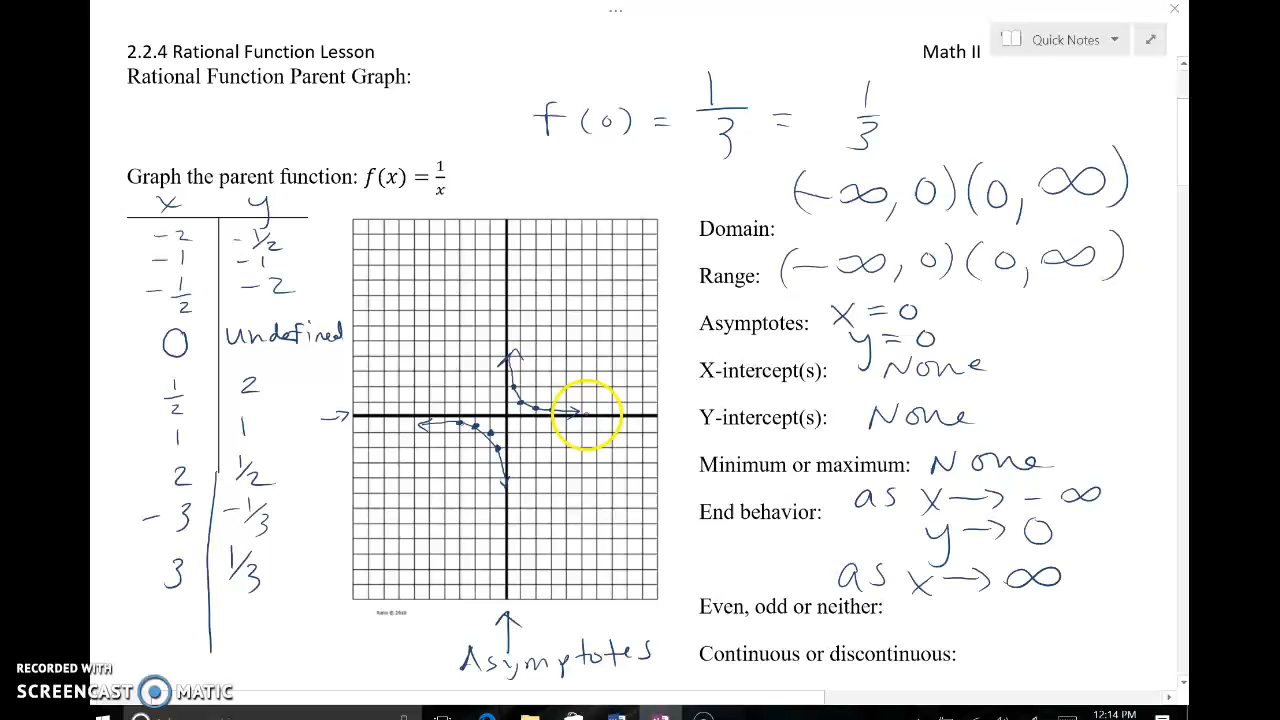 2.2.4 Rational Function Lesson
Math II
Quick Notes
Rational Function Parent Graph:
f(0) = 1/3 = 1/3
Graph the parent function: f(x) = 1/x
x y
-2 -1/2
-1 -1
-1/2 -2
0 undefined
1/2 2
1 1
2 1/2
-3 -1/3
3 1/3
Asymptotes
(-∞, 0)(0, ∞)
Domain:
Range: (-∞, 0)(0, ∞)
Asymptotes: x = 0
y = 0
X-intercept(s): None
Y-intercept(s): None
Minimum or maximum: None
as x → -∞
End behavior:
y → 0
as x → ∞
Even, odd or neither:
Continuous or discontinuous:
RECORDED WITH
SCREENCAST MATIC
12:14 PM